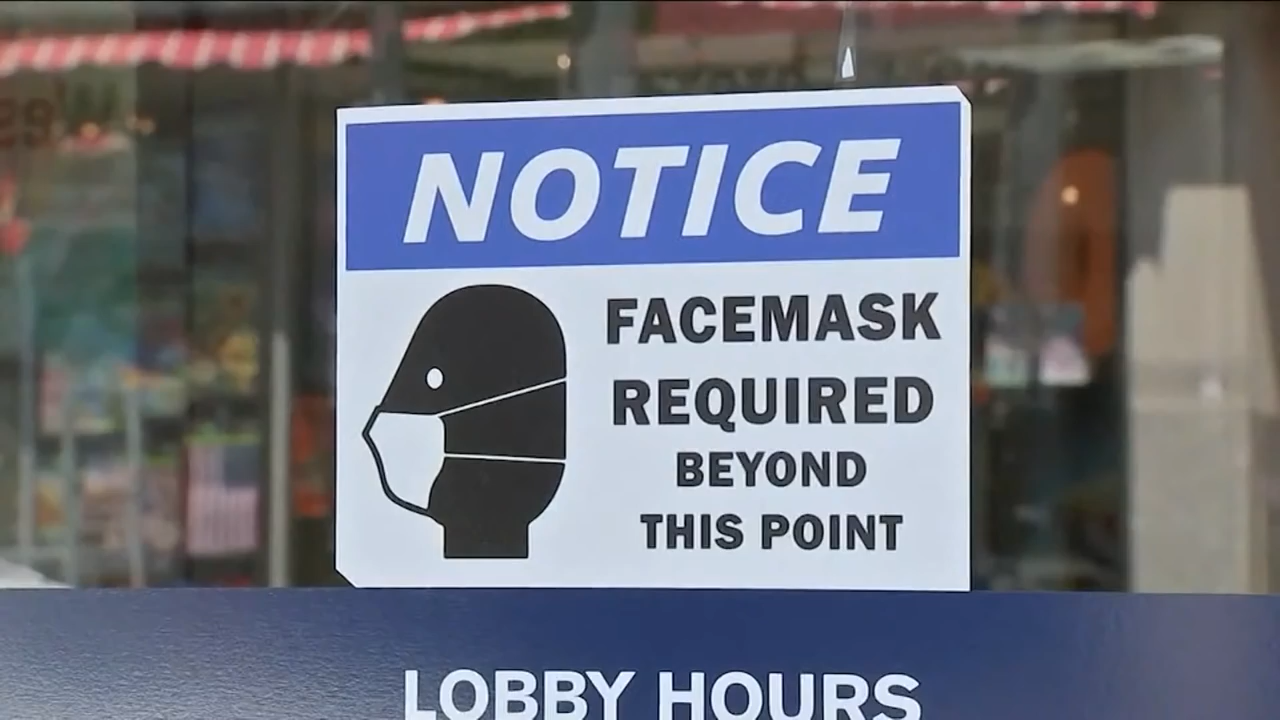 NOTICE
FACEMASK
REQUIRED
BEYOND
THIS POINT
LOBBY HOURS